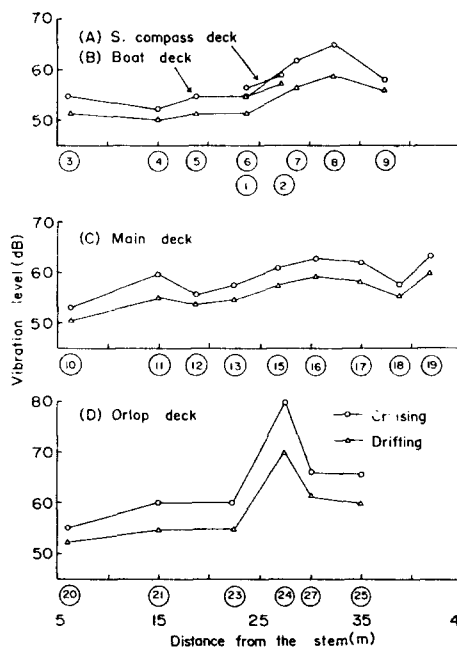 70
(A) S. compass deck
(B) Boat deck
60
50
3 4 5 6 7 8 9
1 2
70
(C) Main deck
60
50
10 11 12 13 15 16 17 18 19
Vibration level (dB)
80
(D) Orlop deck
70
Drifting
60
50
20 21 23 24 27 25
5 15 25 35 4
Distance from the stem(m)